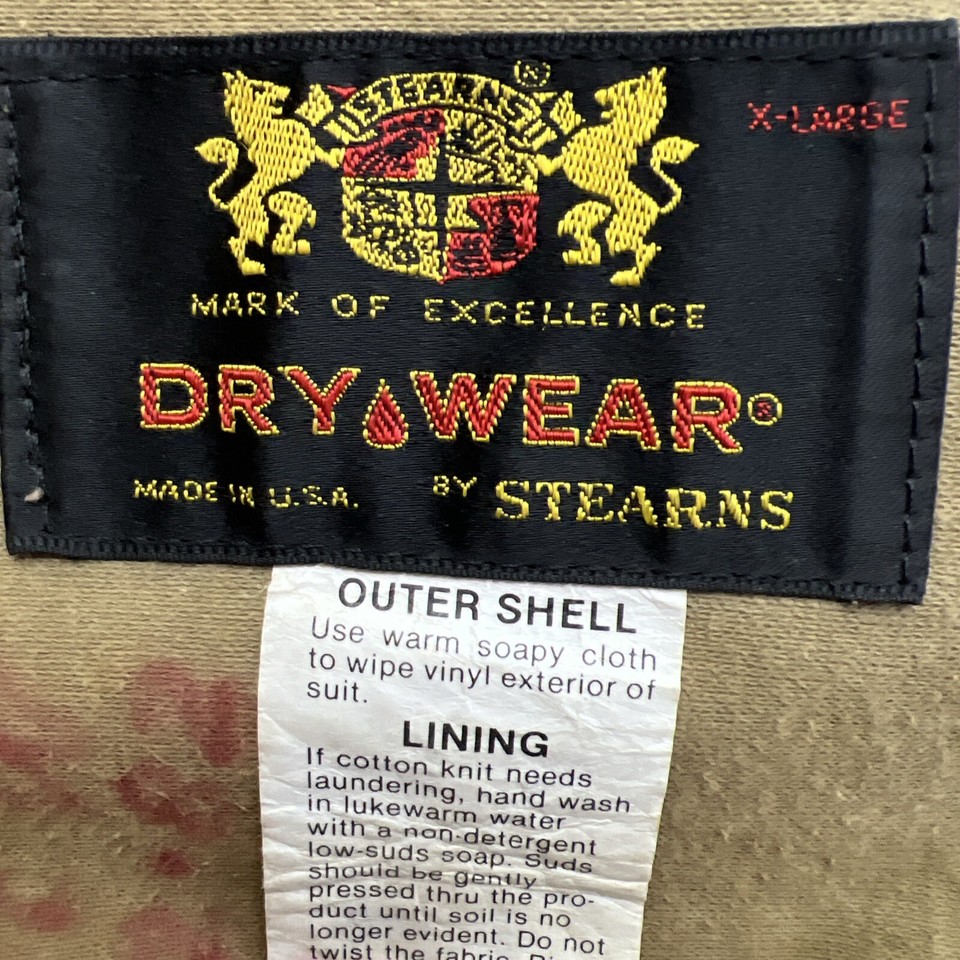 STEARNS ®
X-LARGE
MARK OF EXCELLENCE
DRY WEAR®
MADE IN U.S.A. BY STEARNS
OUTER SHELL
Use warm soapy cloth
to wipe vinyl exterior of
suit.
LINING
If cotton knit needs
laundering, hand wash
in lukewarm water
with a non-detergent
low-suds soap. Suds
should be gently
pressed thru the pro-
duct until soil is no
longer evident. Do not
twist the fabric.